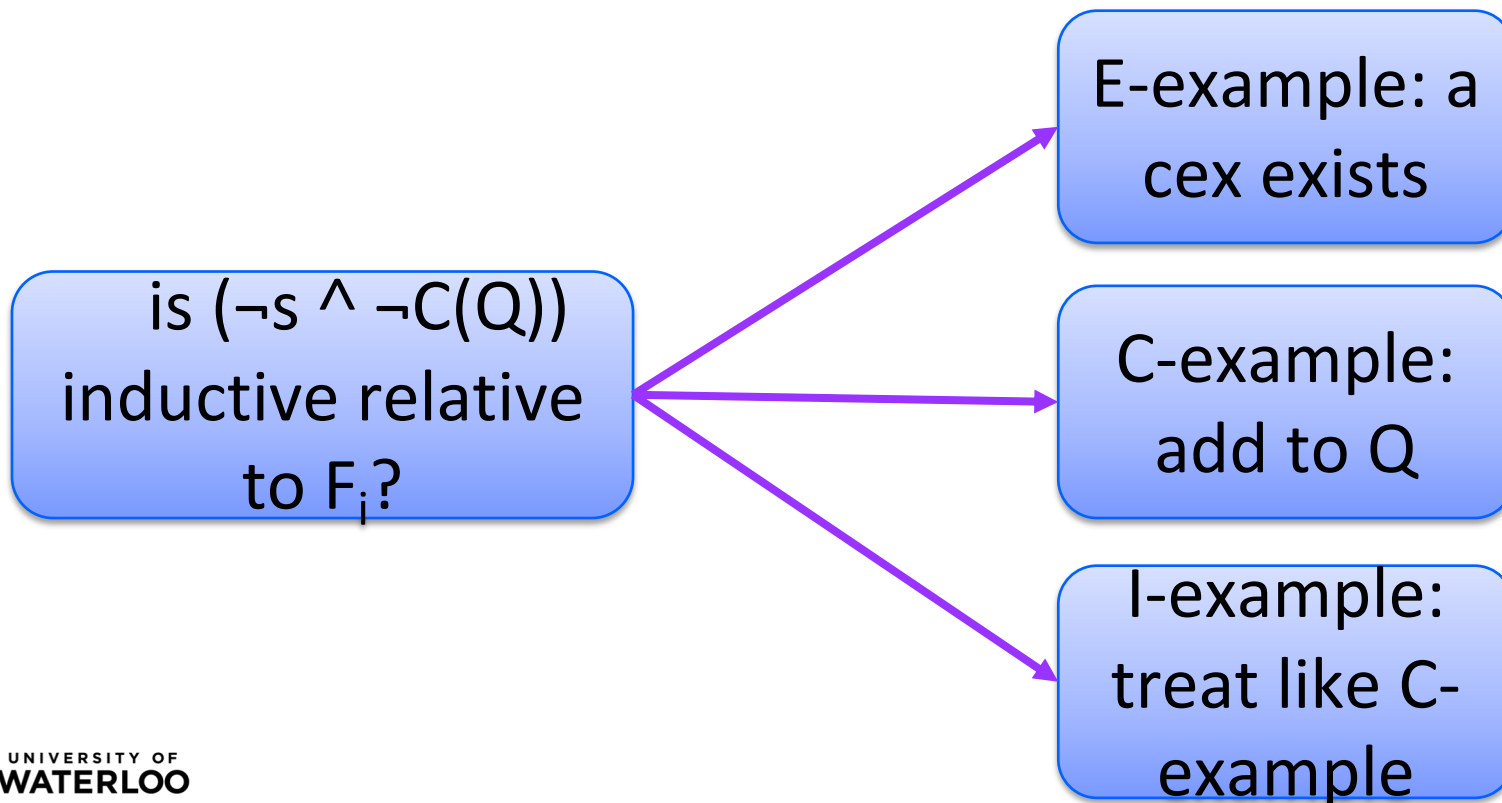 is (¬s ^ ¬C(Q))
inductive relative
to Fᵢ?
E-example: a
cex exists
C-example:
add to Q
I-example:
treat like C-
example
UNIVERSITY OF
WATERLOO